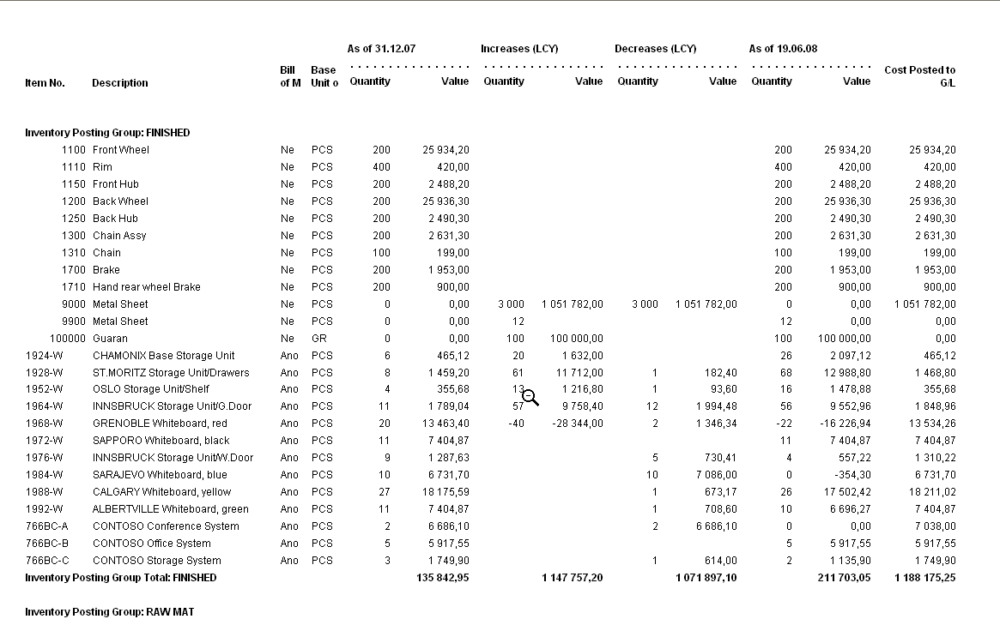 As of 31.12.07 Increases (LCY) Decreases (LCY) As of 19.06.08
Bill Base Cost Posted to
Item No. Description of M Unit o Quantity Value Quantity Value Quantity Value Quantity Value G/L
Inventory Posting Group: FINISHED
1100 Front Wheel Ne PCS 200 25 934,20 200 25 934,20 25 934,20
1110 Rim Ne PCS 400 420,00 400 420,00 420,00
1150 Front Hub Ne PCS 200 2 488,20 200 2 488,20 2 488,20
1200 Back Wheel Ne PCS 200 25 936,30 200 25 936,30 25 936,30
1250 Back Hub Ne PCS 200 2 490,30 200 2 490,30 2 490,30
1300 Chain Assy Ne PCS 200 2 631,30 200 2 631,30 2 631,30
1310 Chain Ne PCS 100 199,00 100 199,00 199,00
1700 Brake Ne PCS 200 1 953,00 200 1 953,00 1 953,00
1710 Hand rear wheel Brake Ne PCS 200 900,00 200 900,00 900,00
9000 Metal Sheet Ne PCS 0 0,00 3 000 1 051 782,00 3 000 1 051 782,00 0 0,00 1 051 782,00
9900 Metal Sheet Ne PCS 0 0,00 12 12 0,00 0,00
100000 Guaran Ne GR 0 0,00 100 100 000,00 100 100 000,00 0,00
1924-W CHAMONIX Base Storage Unit Ano PCS 6 465,12 20 1 632,00 26 2 097,12 465,12
1928-W ST.MORITZ Storage Unit/Drawers Ano PCS 8 1 459,20 61 11 712,00 1 182,40 68 12 988,80 1 468,80
1952-W OSLO Storage Unit/Shelf Ano PCS 4 355,68 13 1 216,80 1 93,60 16 1 478,88 355,68
1964-W INNSBRUCK Storage Unit/G.Door Ano PCS 11 1 789,04 57 9 758,40 12 1 994,48 56 9 552,96 1 848,96
1968-W GRENOBLE Whiteboard, red Ano PCS 20 13 463,40 -40 -28 344,00 2 1 346,34 -22 -16 226,94 13 534,26
1972-W SAPPORO Whiteboard, black Ano PCS 11 7 404,87 11 7 404,87 7 404,87
1976-W INNSBRUCK Storage Unit/W.Door Ano PCS 9 1 287,63 5 730,41 4 557,22 1 310,22
1984-W SARAJEVO Whiteboard, blue Ano PCS 10 6 731,70 10 7 086,00 0 -354,30 6 731,70
1988-W CALGARY Whiteboard, yellow Ano PCS 27 18 175,59 1 673,17 26 17 502,42 18 211,02
1992-W ALBERTVILLE Whiteboard, green Ano PCS 11 7 404,87 1 708,60 10 6 696,27 7 404,87
766BC-A CONTOSO Conference System Ano PCS 2 6 686,10 2 6 686,10 0 0,00 7 038,00
766BC-B CONTOSO Office System Ano PCS 5 5 917,55 5 5 917,55 5 917,55
766BC-C CONTOSO Storage System Ano PCS 3 1 749,90 1 614,00 2 1 135,90 1 749,90
Inventory Posting Group Total: FINISHED 135 842,95 1 147 757,20 1 071 897,10 211 703,05 1 188 175,25
Inventory Posting Group: RAW MAT